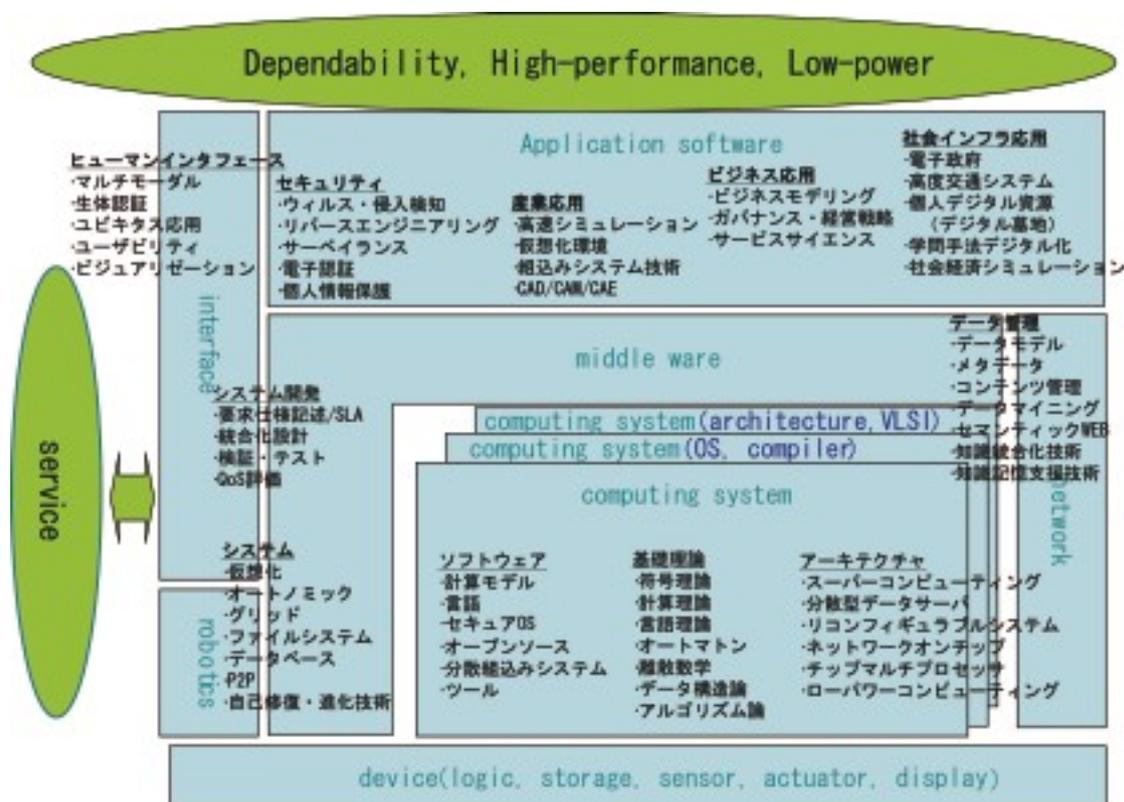 Dependability, High-performance, Low-power
Application software
ヒューマンインタフェース
・マルチモーダル
・生体認証
・ユビキタス応用
・ユーザビリティ
・ビジュアリゼーション
セキュリティ
・ウィルス・侵入検知
・リバースエンジニアリング
・サーベイランス
・電子認証
・個人情報保護
産業応用
・高速シミュレーション
・仮想化環境
・組込みシステム技術
・CAD/CAM/CAE
ビジネス応用
・ビジネスモデリング
・ガバナンス・経営戦略
・サービスサイエンス
社会インフラ応用
・電子政府
・高度交通システム
・個人デジタル資源
(デジタル墓地)
・学問手法デジタル化
・社会経済シミュレーション
interface
service
middle ware
データ管理
・データモデル
・メタデータ
・コンテンツ管理
・データマイニング
・セマンティックWEB
・知識統合化技術
・知識記憶支援技術
network
システム開発
・要求仕検記述/SLA
・統合化設計
・検証・テスト
・QoS評価
computing system(architecture,VLSI)
computing system(OS, compiler)
computing system
システム
・仮想化
・オートノミック
・グリッド
・ファイルシステム
・データベース
・P2P
・自己修復・進化技術
robotics
ソフトウェア
・計算モデル
・言語
・セキュアOS
・オープンソース
・分散組込みシステム
・ツール
基礎理論
・符号理論
・計算理論
・言語理論
・オートマトン
・離散数学
・データ構造論
・アルゴリズム論
アーキテクチャ
・スーパーコンピューティング
・分散型データサーバ
・リコンフィギュラブルシステム
・ネットワークオンチップ
・チップマルチプロセッサ
・ローパワーコンピューティング
device(logic, storage, sensor, actuator, display)